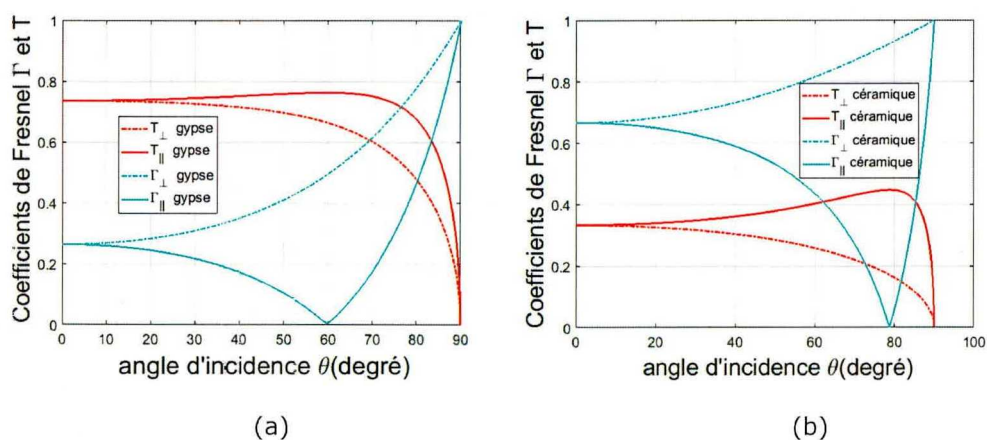 Coefficients de Fresnel Γ et T
1
0.8
0.6
0.4
0.2
0
T⊥ gypse
T|| gypse
Γ⊥ gypse
Γ|| gypse
0 10 20 30 40 50 60 70 80 90
angle d'incidence θ(degré)
(a)
Coefficients de Fresnel Γ et T
1
0.8
0.6
0.4
0.2
0
T⊥ céramique
T|| céramique
Γ⊥ céramique
Γ|| céramique
0 20 40 60 80 100
angle d'incidence θ(degré)
(b)